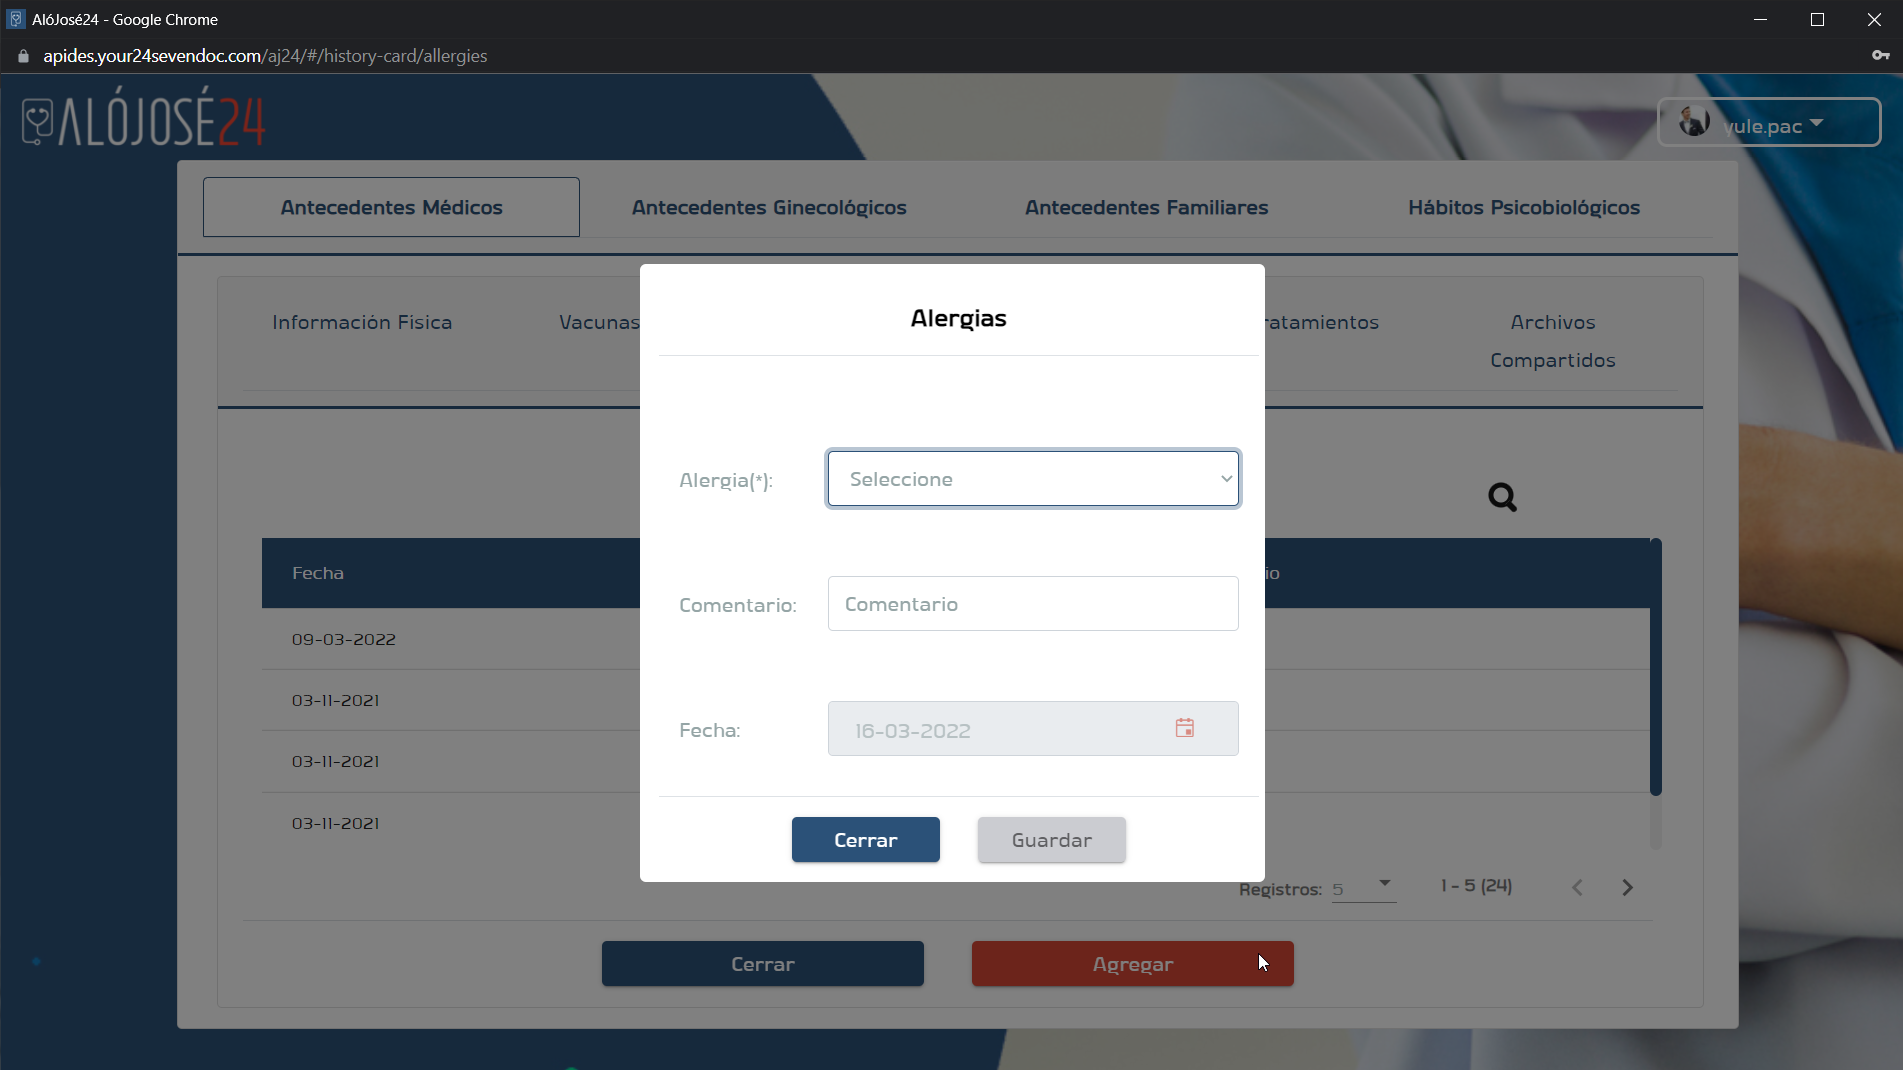 AlóJosé24 - Google Chrome
apides.your24sevendoc.com/aj24/#/history-card/allergies
ALÓJOSÉ24
yule.pac
Antecedentes Médicos Antecedentes Ginecológicos Antecedentes Familiares Hábitos Psicobiológicos
Información Fisica Vacunas ratamientos Archivos
Compartidos
Alergias
Alergia(*): Seleccione
Fecha io
Comentario: Comentario
09-03-2022
03-11-2021
Fecha: 16-03-2022
03-11-2021
03-11-2021
Cerrar Guardar
Registros: 5 1 - 5 (24)
Cerrar Agregar